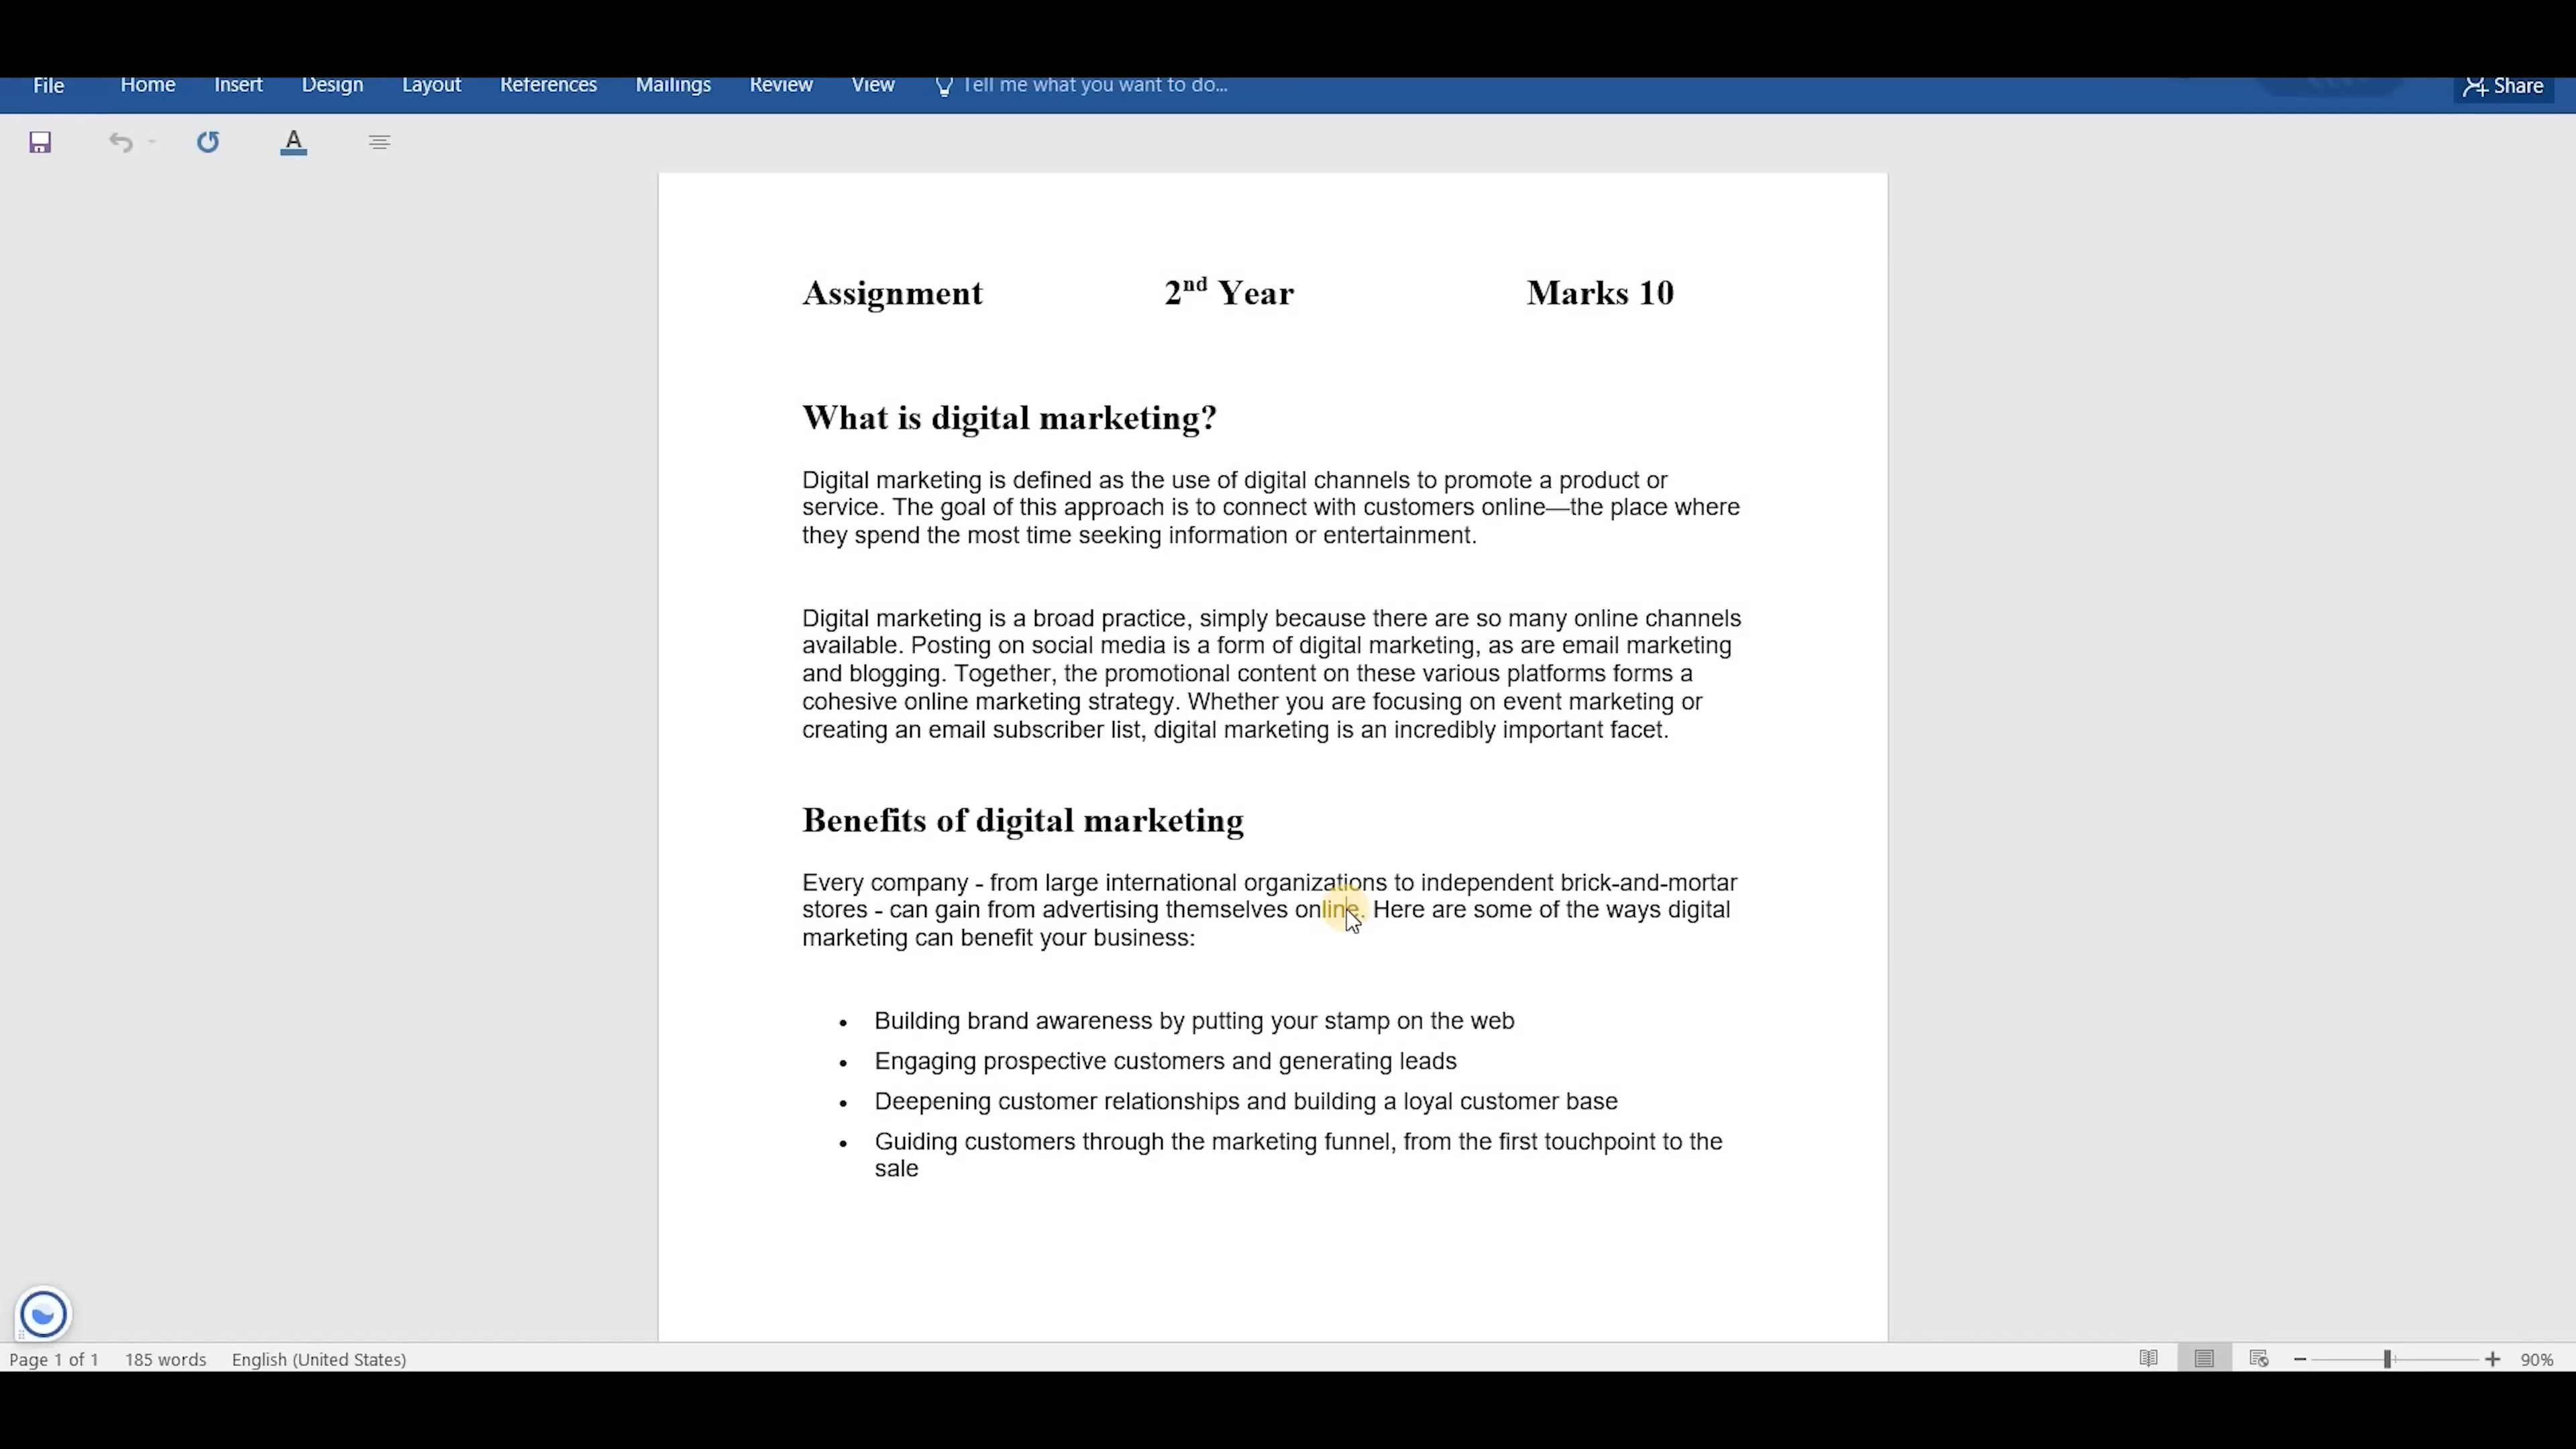 File Home Insert Design Layout References Mailings Review View Tell me what you want to do... Share
A
Assignment 2nd Year Marks 10
What is digital marketing?
Digital marketing is defined as the use of digital channels to promote a product or
service. The goal of this approach is to connect with customers online—the place where
they spend the most time seeking information or entertainment.
Digital marketing is a broad practice, simply because there are so many online channels
available. Posting on social media is a form of digital marketing, as are email marketing
and blogging. Together, the promotional content on these various platforms forms a
cohesive online marketing strategy. Whether you are focusing on event marketing or
creating an email subscriber list, digital marketing is an incredibly important facet.
Benefits of digital marketing
Every company - from large international organizations to independent brick-and-mortar
stores - can gain from advertising themselves online. Here are some of the ways digital
marketing can benefit your business:
• Building brand awareness by putting your stamp on the web
• Engaging prospective customers and generating leads
• Deepening customer relationships and building a loyal customer base
• Guiding customers through the marketing funnel, from the first touchpoint to the
sale
Page 1 of 1 185 words English (United States) 90%